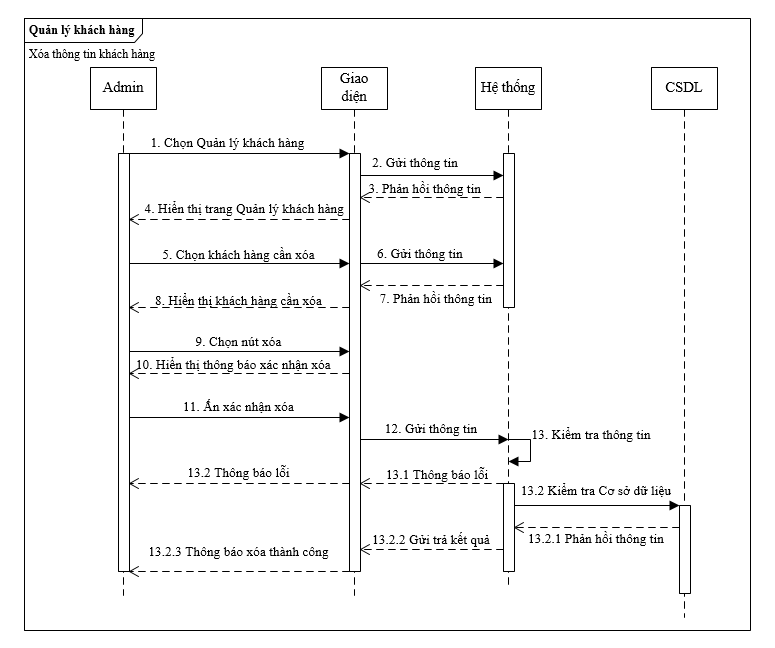 Quản lý khách hàng
Xóa thông tin khách hàng
Admin
Giao
diện
Hệ thống
CSDL
1. Chọn Quản lý khách hàng
2. Gửi thông tin
3. Phản hồi thông tin
4. Hiển thị trang Quản lý khách hàng
5. Chọn khách hàng cần xóa
6. Gửi thông tin
7. Phản hồi thông tin
8. Hiển thị khách hàng cần xóa
9. Chọn nút xóa
10. Hiển thị thông báo xác nhận xóa
11. Ấn xác nhận xóa
12. Gửi thông tin
13. Kiểm tra thông tin
13.1 Thông báo lỗi
13.2 Thông báo lỗi
13.2 Kiểm tra Cơ sở dữ liệu
13.2.1 Phản hồi thông tin
13.2.2 Gửi trả kết quả
13.2.3 Thông báo xóa thành công